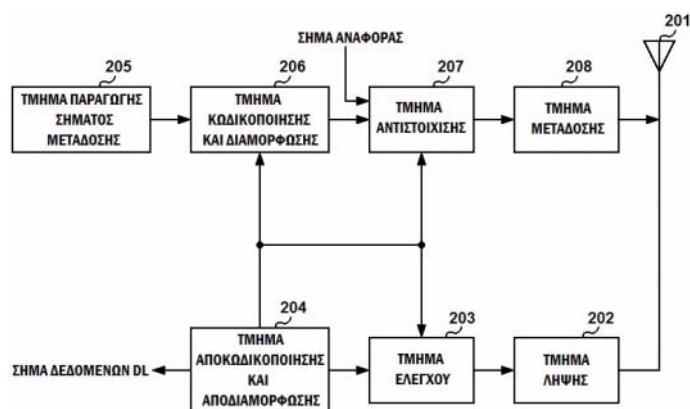 ΣΗΜΑ ΑΝΑΦΟΡΑΣ
201
205
ΤΜΗΜΑ ΠΑΡΑΓΩΓΗΣ
ΣΗΜΑΤΟΣ
ΜΕΤΑΔΟΣΗΣ
206
ΤΜΗΜΑ
ΚΩΔΙΚΟΠΟΙΗΣΗΣ
ΚΑΙ ΔΙΑΜΟΡΦΩΣΗΣ
207
ΤΜΗΜΑ
ΑΝΤΙΣΤΟΙΧΙΣΗΣ
208
ΤΜΗΜΑ
ΜΕΤΑΔΟΣΗΣ
ΣΗΜΑ ΔΕΔΟΜΕΝΩΝ DL
204
ΤΜΗΜΑ
ΑΠΟΚΩΔΙΚΟΠΟΙΗΣΗΣ
ΚΑΙ
ΑΠΟΔΙΑΜΟΡΦΩΣΗΣ
203
ΤΜΗΜΑ
ΕΛΕΓΧΟΥ
202
ΤΜΗΜΑ
ΛΗΨΗΣ